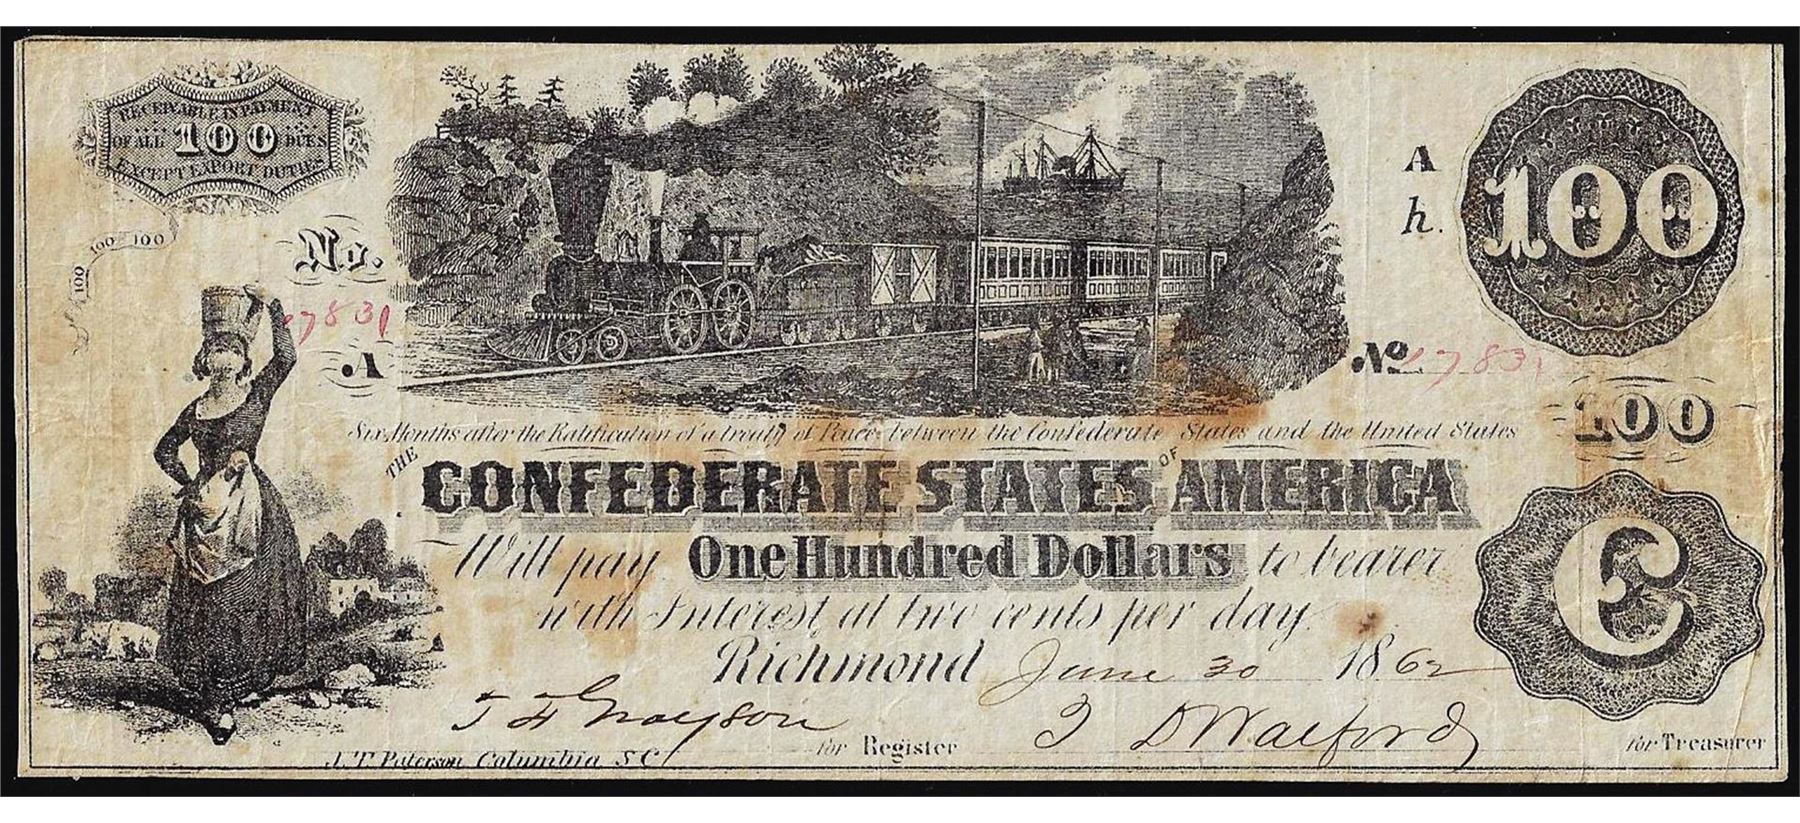 RECEIVABLE IN PAYMENT
OF ALL 100 DUES
EXCEPT EXPORT DUTIES
100 100 100
No.
7831
A
A
h.
100
No 7831
100
Six Months after the Ratification of a treaty of Peace between the Confederate States and the United States
THE CONFEDERATE STATES OF AMERICA
Will pay One Hundred Dollars to bearer
with Interest at two cents per day.
Richmond June 30 1862
C
for Register
for Treasurer
J. T. Paterson Columbia S C